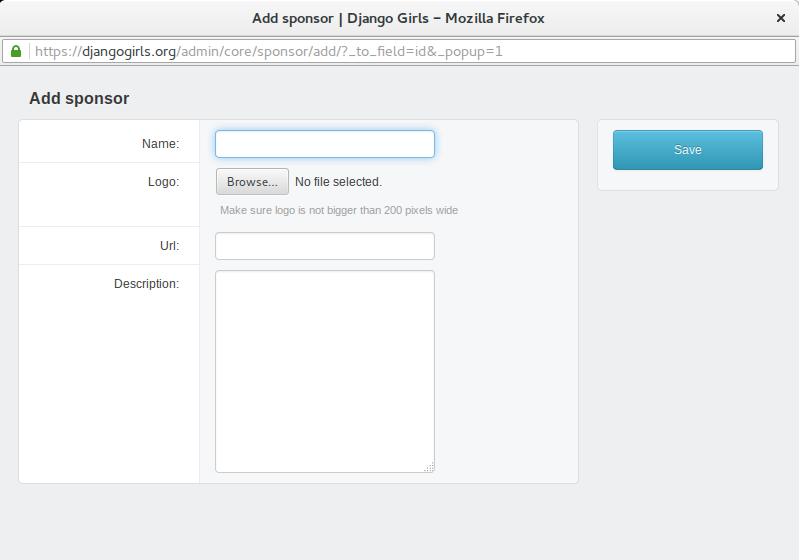 Add sponsor | Django Girls – Mozilla Firefox
https://djangogirls.org/admin/core/sponsor/add/?_to_field=id&_popup=1
Add sponsor
Name:
Save
Logo:
Browse... No file selected.
Make sure logo is not bigger than 200 pixels wide
Url:
Description: